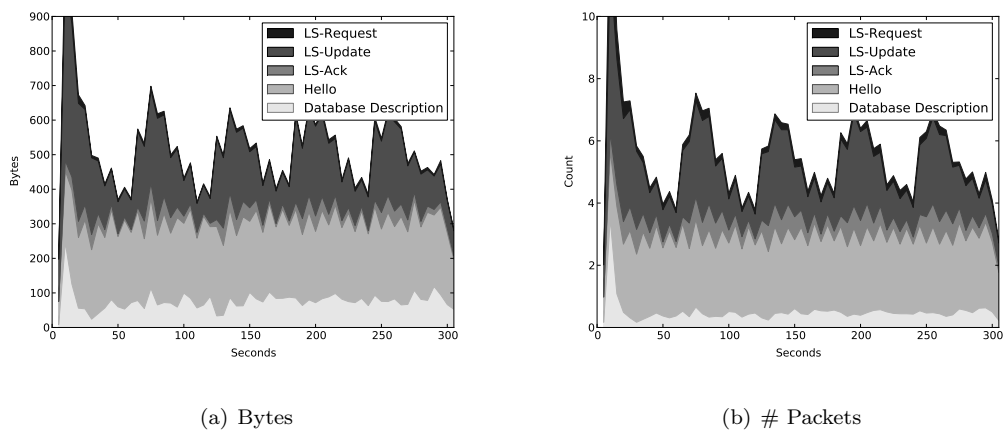 900
800
700
600
500
400
300
200
100
0
Bytes
0 50 100 150 200 250 300
Seconds
LS-Request
LS-Update
LS-Ack
Hello
Database Description
(a) Bytes
10
8
6
4
2
0
Count
0 50 100 150 200 250 300
Seconds
LS-Request
LS-Update
LS-Ack
Hello
Database Description
(b) # Packets